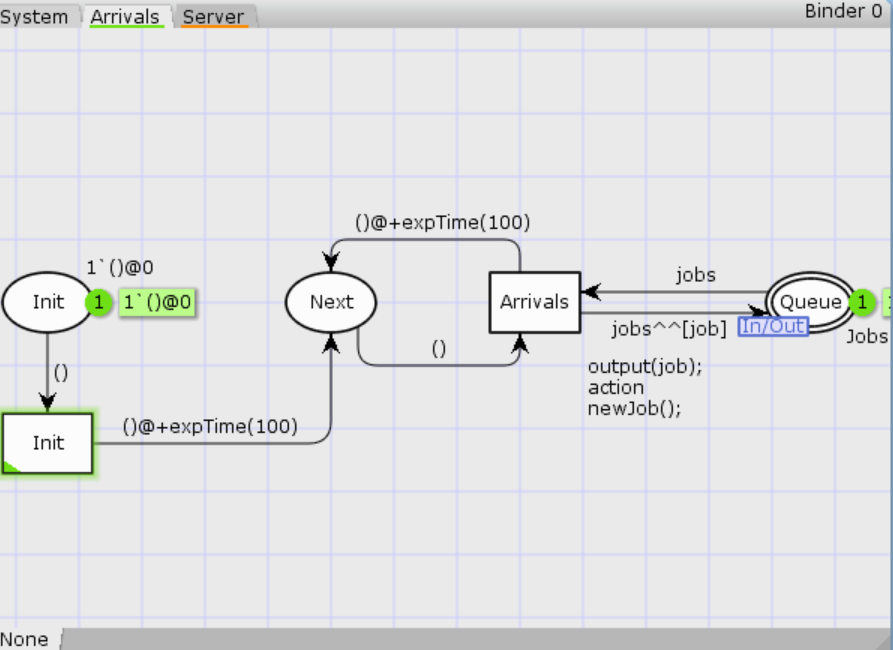 System Arrivals Server Binder 0
()@+expTime(100)
1`()@0
Init 1 1`()@0
Next
Arrivals
jobs
Queue 1
jobs^^[job]
In/Out
Jobs
()
output(job);
action
newJob();
()
()@+expTime(100)
Init
None